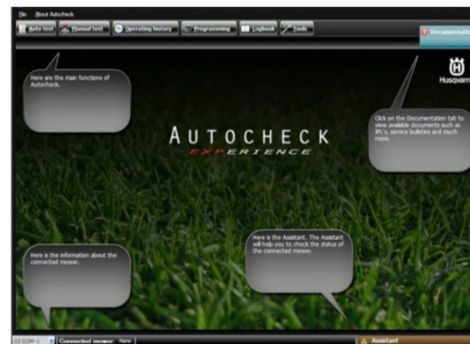 File About Autocheck
Auto test Manual test Operating history Programming Logbook Tools
Documentatio
Here are the main functions of
Autocheck.
Husqvarn
Click on the Documentation tab to
view available documents such as
IPL's, service bulletins and much
more.
AUTOCHECK
EXPERIENCE
Here is the Assistant. The Assistant
will help you to check the status of
the connected mower.
Here is the information about the
connected mower.
Connected mower: None
Assistant